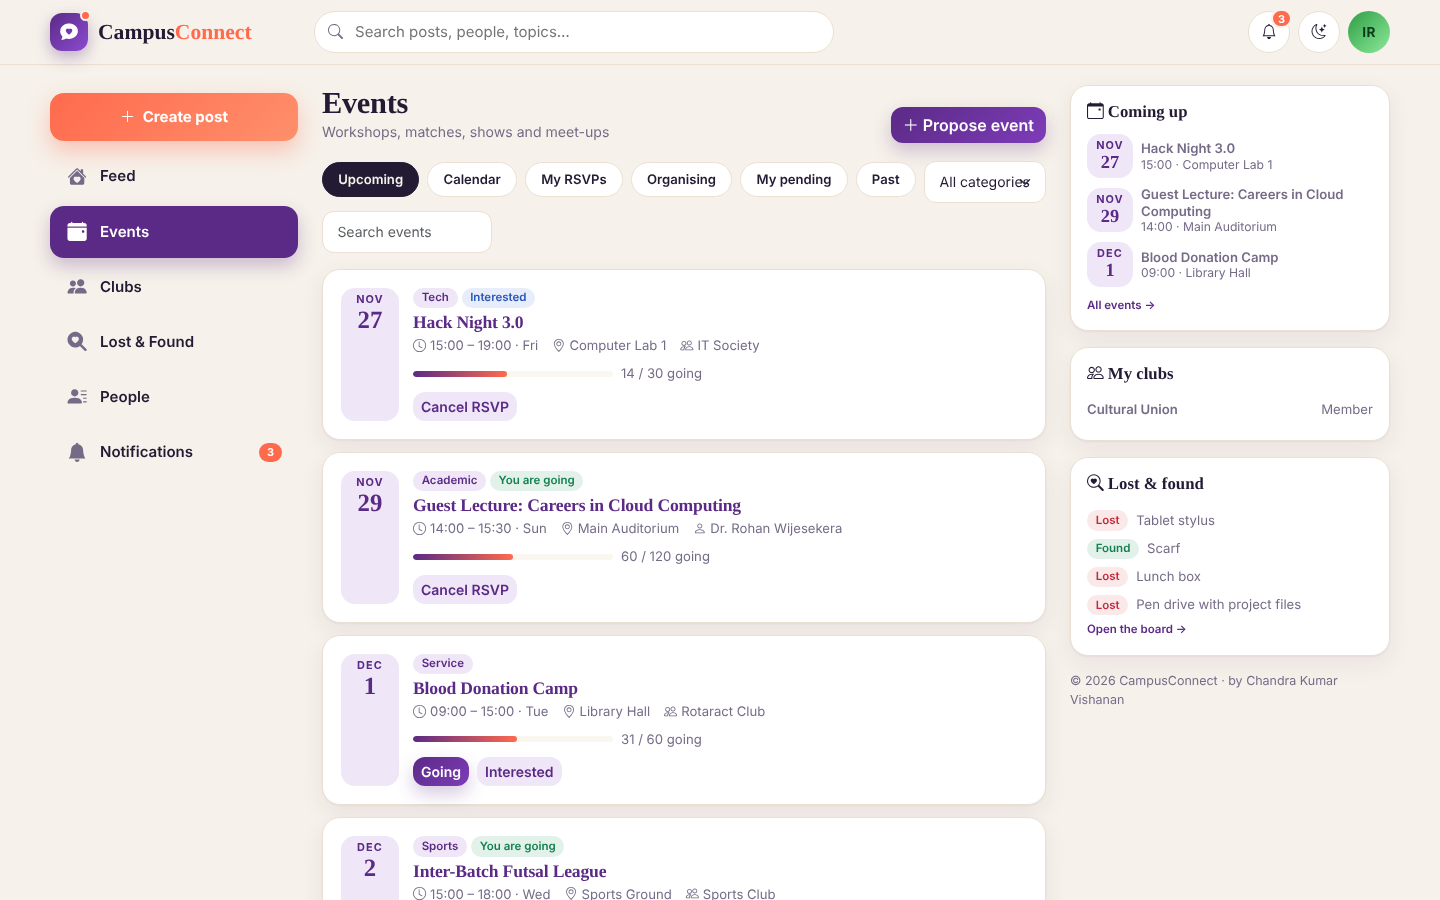 CampusConnect
Search posts, people, topics...
3
IR
Create post
Feed
Events
Clubs
Lost & Found
People
Notifications
3
Events
Workshops, matches, shows and meet-ups
Propose event
Upcoming
Calendar
My RSVPs
Organising
My pending
Past
All categories
Search events
NOV
27
Tech
Interested
Hack Night 3.0
15:00 – 19:00 · Fri
Computer Lab 1
IT Society
14 / 30 going
Cancel RSVP
NOV
29
Academic
You are going
Guest Lecture: Careers in Cloud Computing
14:00 – 15:30 · Sun
Main Auditorium
Dr. Rohan Wijesekera
60 / 120 going
Cancel RSVP
DEC
1
Service
Blood Donation Camp
09:00 – 15:00 · Tue
Library Hall
Rotaract Club
31 / 60 going
Going
Interested
DEC
2
Sports
You are going
Inter-Batch Futsal League
15:00 – 18:00 · Wed
Sports Ground
Sports Club
Coming up
NOV
27
Hack Night 3.0
15:00 · Computer Lab 1
NOV
29
Guest Lecture: Careers in Cloud
Computing
14:00 · Main Auditorium
DEC
1
Blood Donation Camp
09:00 · Library Hall
All events →
My clubs
Cultural Union
Member
Lost & found
Lost
Tablet stylus
Found
Scarf
Lost
Lunch box
Lost
Pen drive with project files
Open the board →
© 2026 CampusConnect · by Chandra Kumar
Vishanan